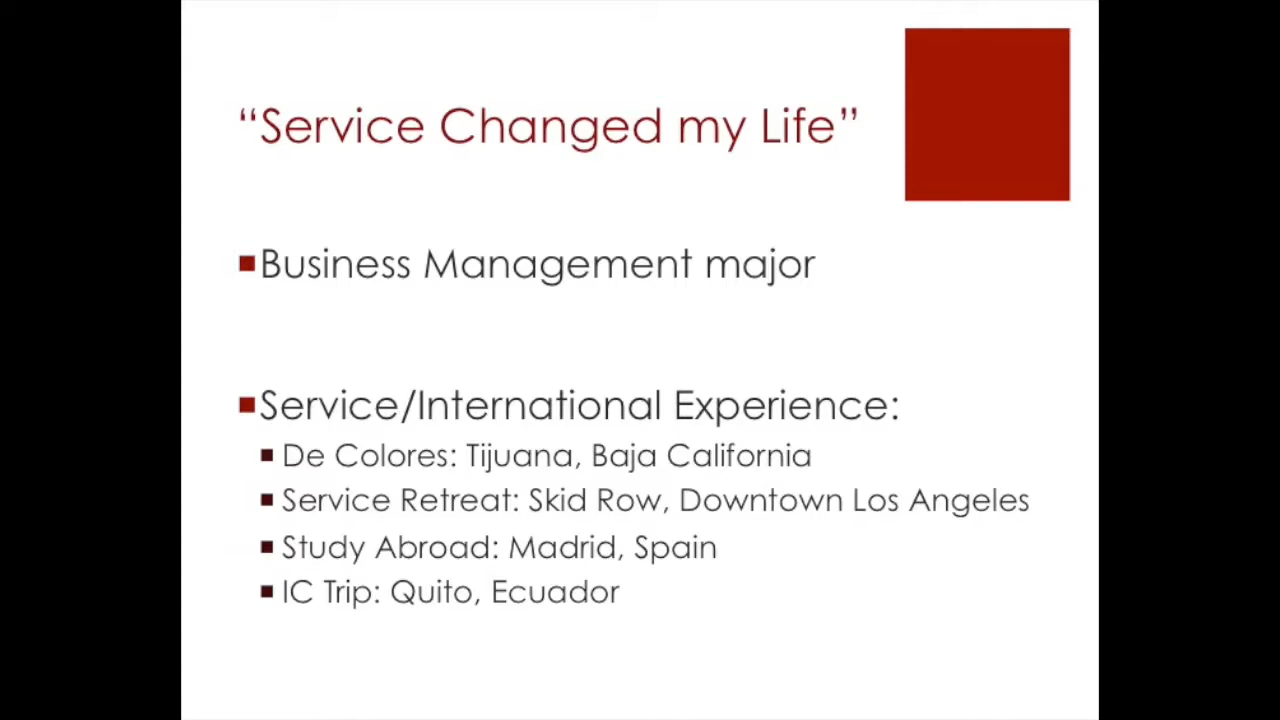 “Service Changed my Life”
Business Management major
Service/International Experience:
De Colores: Tijuana, Baja California
Service Retreat: Skid Row, Downtown Los Angeles
Study Abroad: Madrid, Spain
IC Trip: Quito, Ecuador